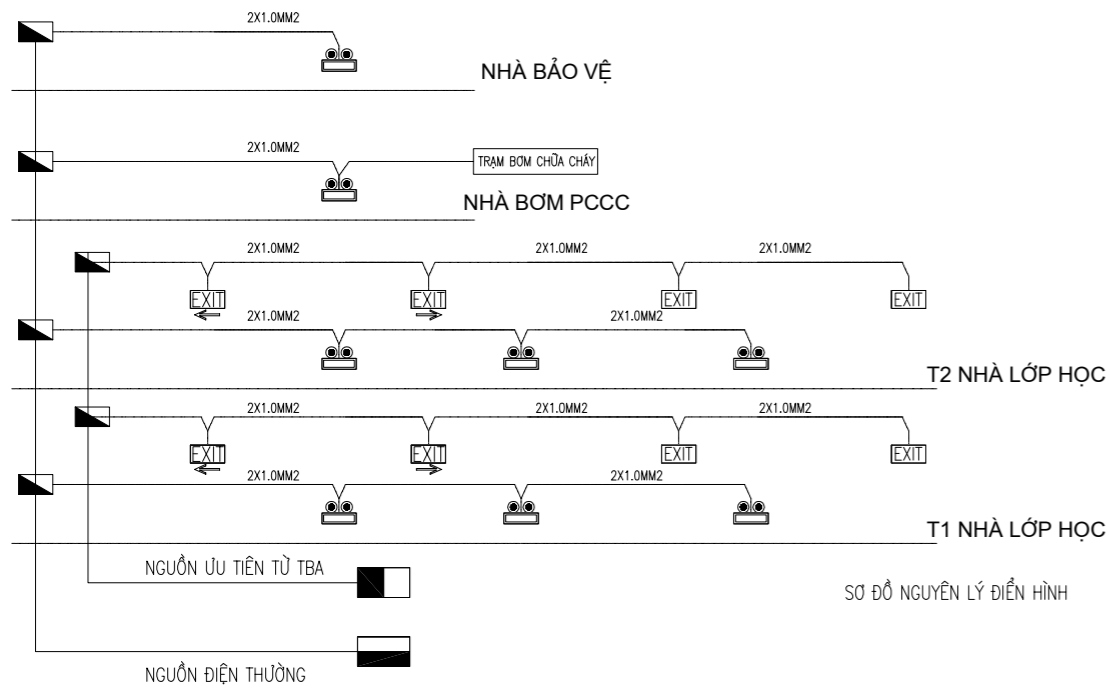 2X1.0MM2
NHÀ BẢO VỆ
2X1.0MM2
TRẠM BƠM CHỮA CHÁY
NHÀ BƠM PCCC
2X1.0MM2 2X1.0MM2 2X1.0MM2
EXIT EXIT EXIT EXIT
2X1.0MM2 2X1.0MM2
T2 NHÀ LỚP HỌC
2X1.0MM2 2X1.0MM2 2X1.0MM2
EXIT EXIT EXIT EXIT
2X1.0MM2 2X1.0MM2
T1 NHÀ LỚP HỌC
NGUỒN ƯU TIÊN TỪ TBA
SƠ ĐỒ NGUYÊN LÝ ĐIỂN HÌNH
NGUỒN ĐIỆN THƯỜNG